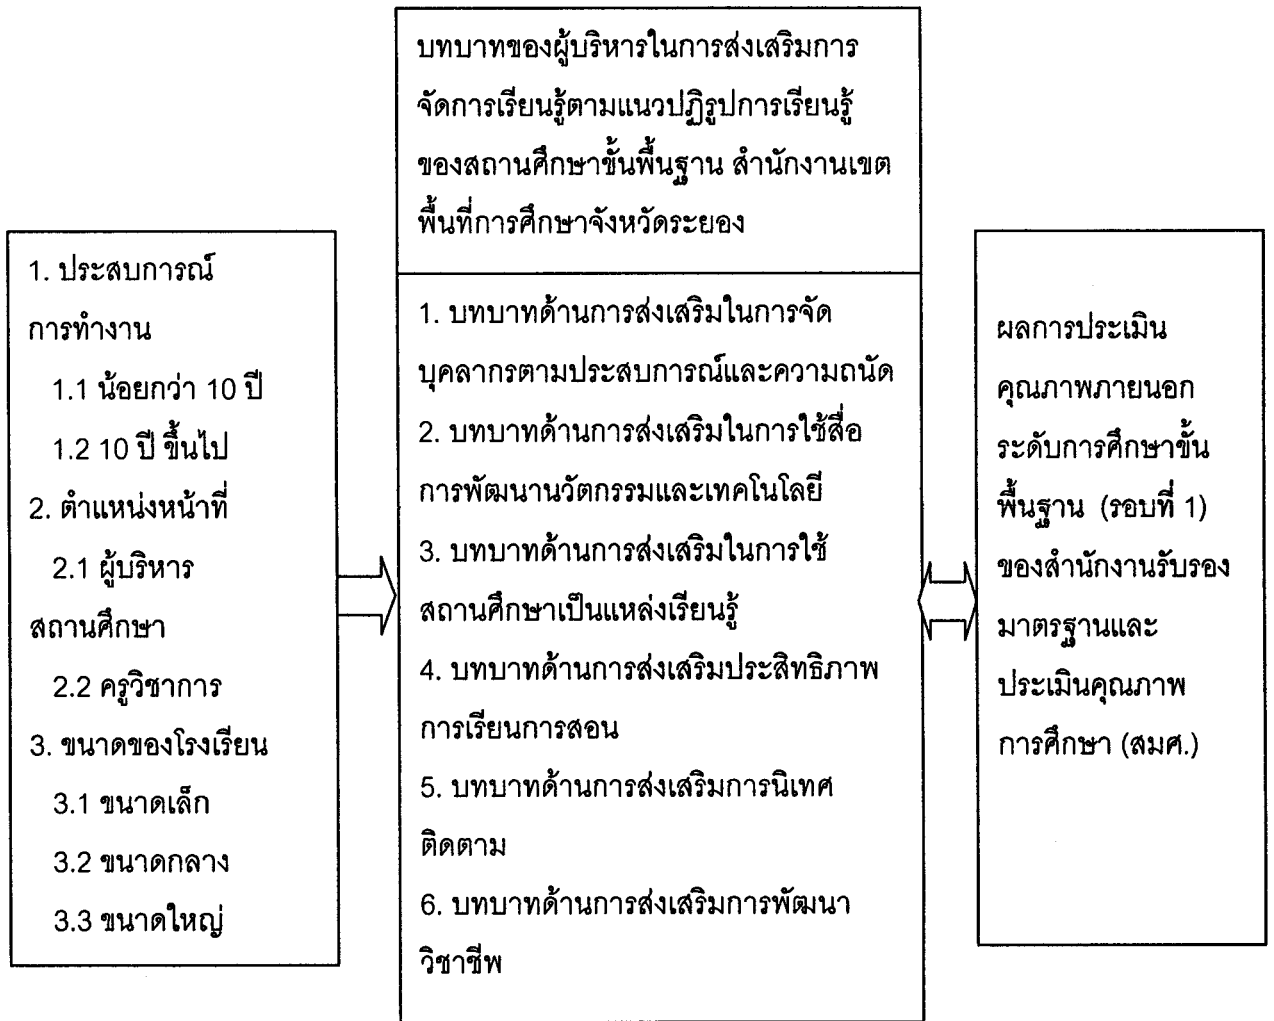 บทบาทของผู้บริหารในการส่งเสริมการ
จัดการเรียนรู้ตามแนวปฏิรูปการเรียนรู้
ของสถานศึกษาขั้นพื้นฐาน สำนักงานเขต
พื้นที่การศึกษาจังหวัดระยอง
1. ประสบการณ์
การทำงาน
1.1 น้อยกว่า 10 ปี
1.2 10 ปี ขึ้นไป
2. ตำแหน่งหน้าที่
2.1 ผู้บริหาร
สถานศึกษา
2.2 ครูวิชาการ
3. ขนาดของโรงเรียน
3.1 ขนาดเล็ก
3.2 ขนาดกลาง
3.3 ขนาดใหญ่
1. บทบาทด้านการส่งเสริมในการจัด
บุคลากรตามประสบการณ์และความถนัด
2. บทบาทด้านการส่งเสริมในการใช้สื่อ
การพัฒนานวัตกรรมและเทคโนโลยี
3. บทบาทด้านการส่งเสริมในการใช้
สถานศึกษาเป็นแหล่งเรียนรู้
4. บทบาทด้านการส่งเสริมประสิทธิภาพ
การเรียนการสอน
5. บทบาทด้านการส่งเสริมการนิเทศ
ติดตาม
6. บทบาทด้านการส่งเสริมการพัฒนา
วิชาชีพ
ผลการประเมิน
คุณภาพภายนอก
ระดับการศึกษาขั้น
พื้นฐาน (รอบที่ 1)
ของสำนักงานรับรอง
มาตรฐานและ
ประเมินคุณภาพ
การศึกษา (สมศ.)